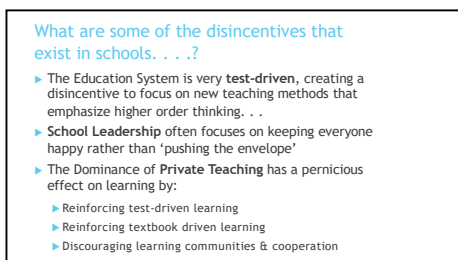 What are some of the disincentives that
exist in schools. . . .?
The Education System is very test-driven, creating a
disincentive to focus on new teaching methods that
emphasize higher order thinking. . .
School Leadership often focuses on keeping everyone
happy rather than ‘pushing the envelope’
The Dominance of Private Teaching has a pernicious
effect on learning by:
Reinforcing test-driven learning
Reinforcing textbook driven learning
Discouraging learning communities & cooperation